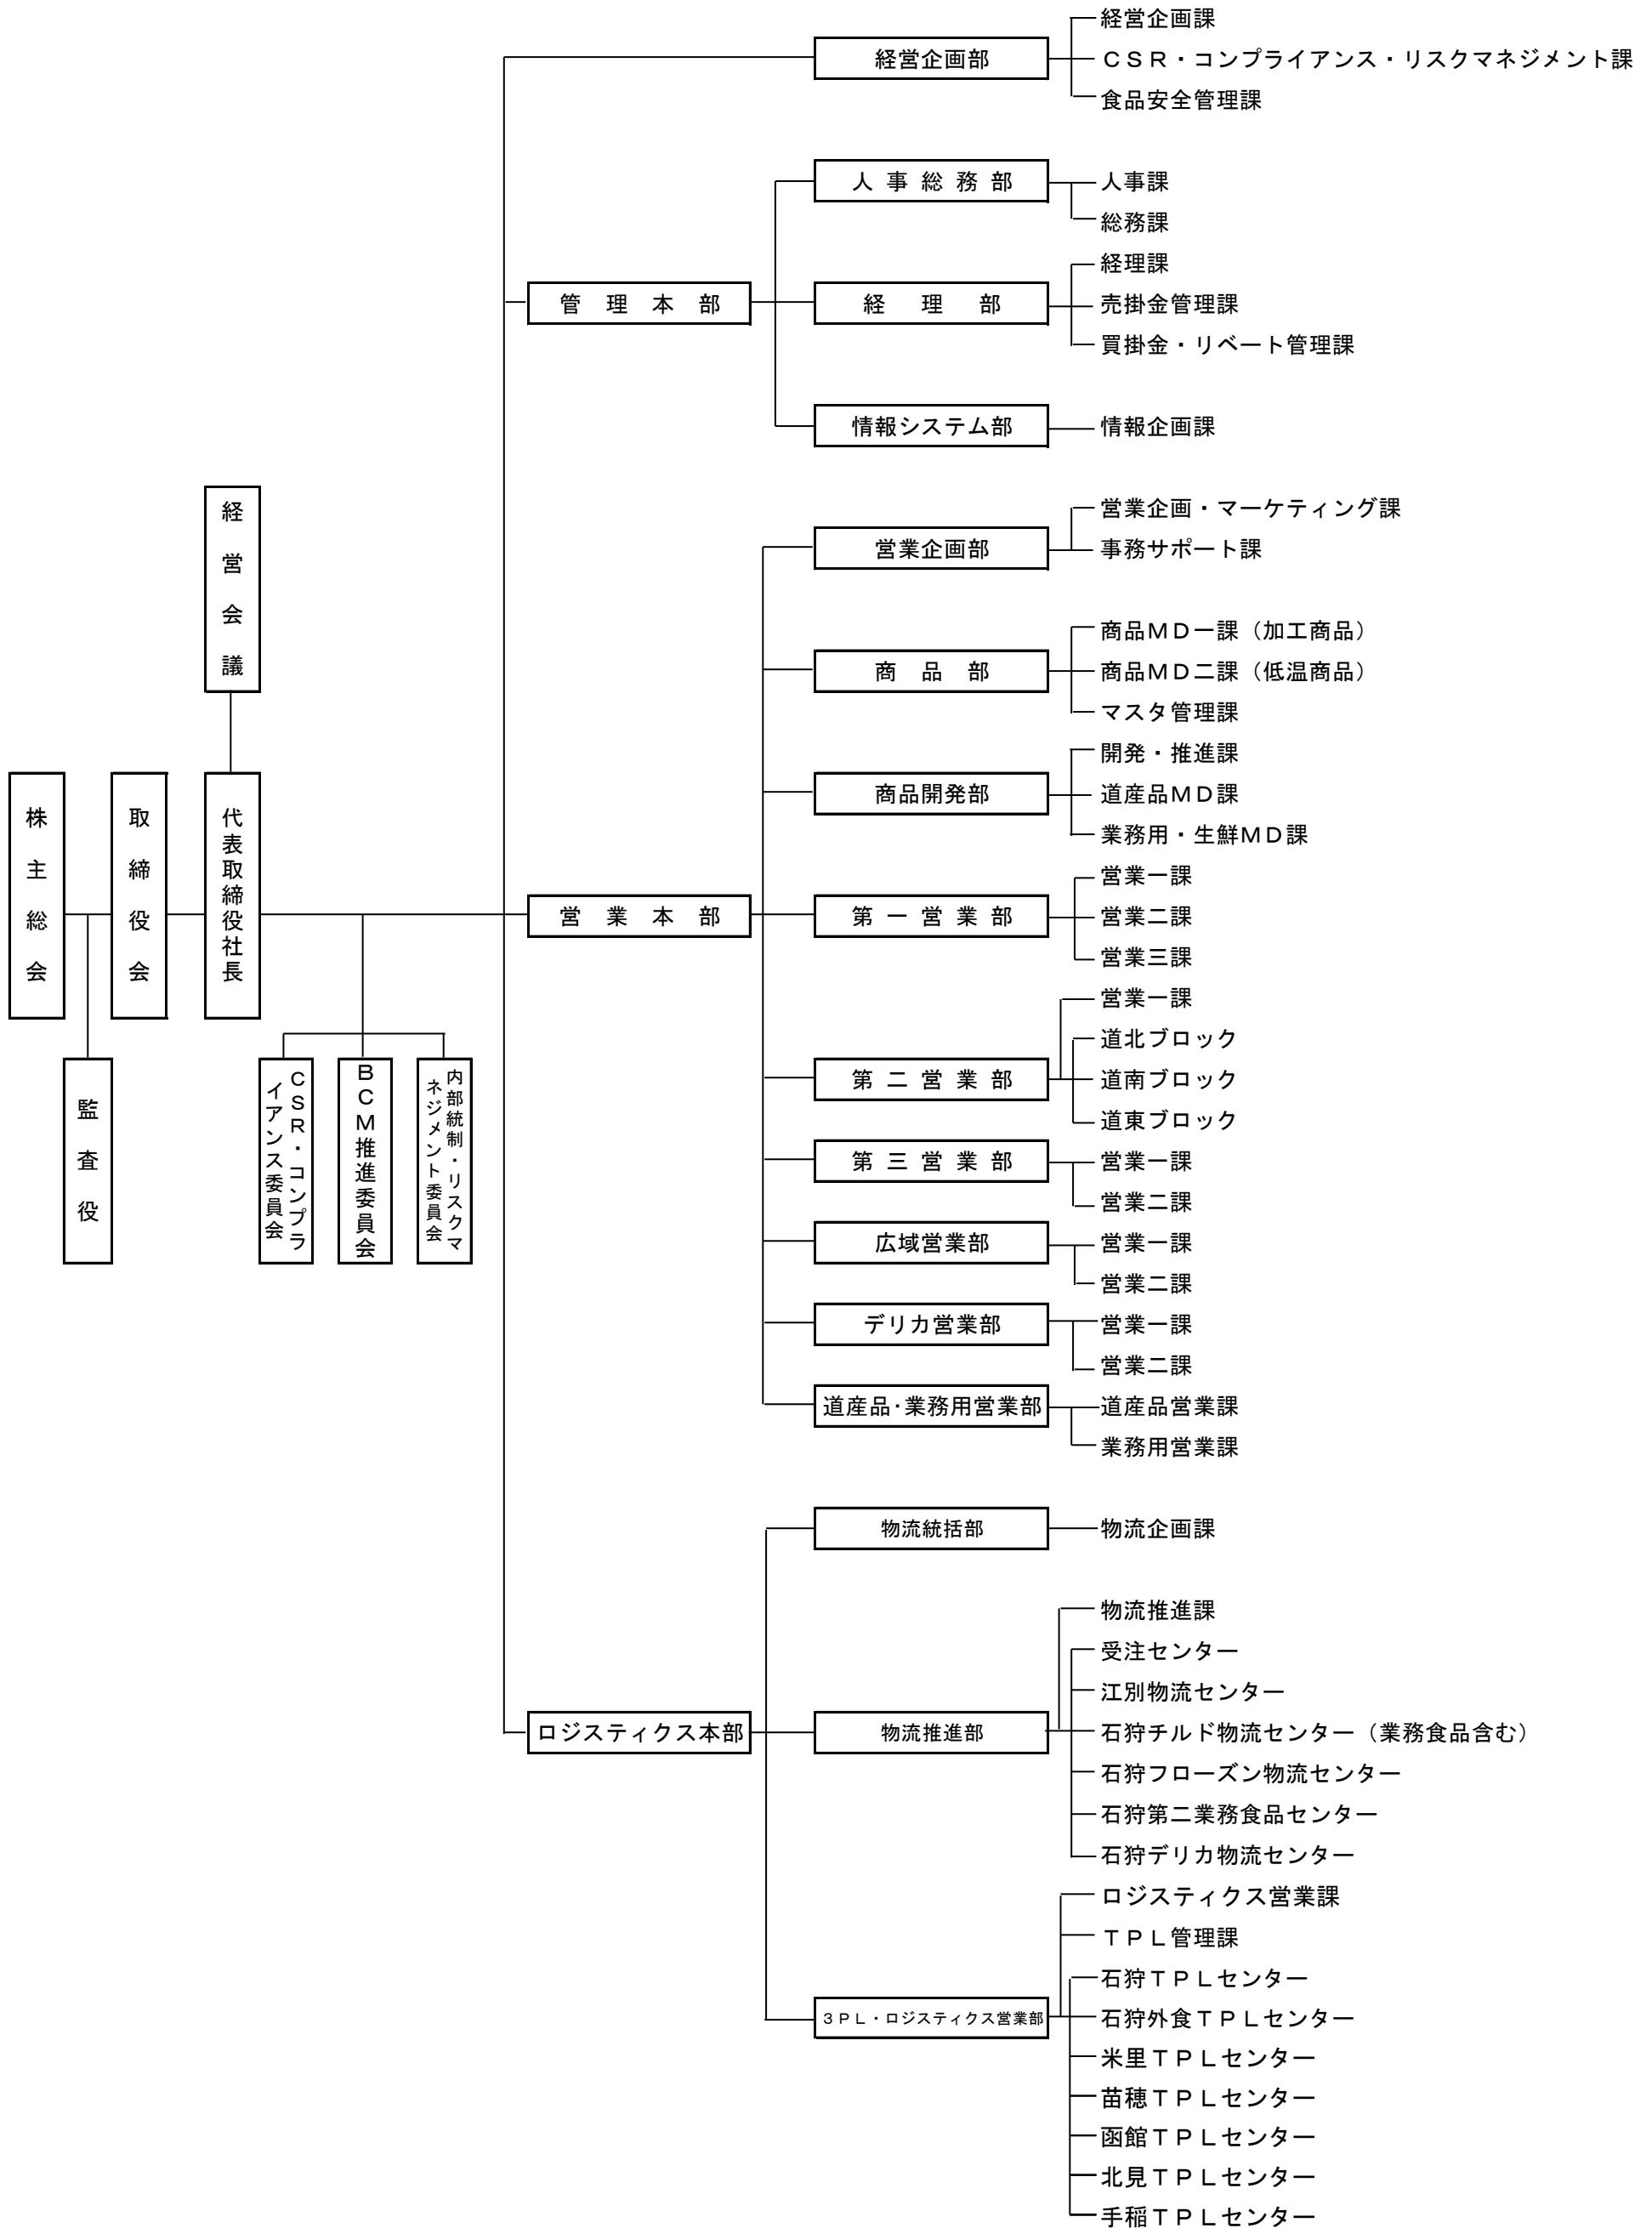 経営会議
株主総会
取締役会
代表取締役社長
監査役
ＣＳＲ・コンプラ
イアンス委員会
ＢＣＭ推進委員会
内部統制・リスクマ
ネジメント委員会
経営企画部
経営企画課
ＣＳＲ・コンプライアンス・リスクマネジメント課
食品安全管理課
管理本部
人事総務部
人事課
総務課
経理部
経理課
売掛金管理課
買掛金・リベート管理課
情報システム部
情報企画課
営業本部
営業企画部
営業企画・マーケティング課
事務サポート課
商品部
商品ＭＤ一課（加工商品）
商品ＭＤ二課（低温商品）
マスタ管理課
商品開発部
開発・推進課
道産品ＭＤ課
業務用・生鮮ＭＤ課
第一営業部
営業一課
営業二課
営業三課
第二営業部
営業一課
道北ブロック
道南ブロック
道東ブロック
第三営業部
営業一課
営業二課
広域営業部
営業一課
営業二課
デリカ営業部
営業一課
営業二課
道産品･業務用営業部
道産品営業課
業務用営業課
ロジスティクス本部
物流統括部
物流企画課
物流推進部
物流推進課
受注センター
江別物流センター
石狩チルド物流センター（業務食品含む）
石狩フローズン物流センター
石狩第二業務食品センター
石狩デリカ物流センター
３ＰＬ・ロジスティクス営業部
ロジスティクス営業課
ＴＰＬ管理課
石狩ＴＰＬセンター
石狩外食ＴＰＬセンター
米里ＴＰＬセンター
苗穂ＴＰＬセンター
函館ＴＰＬセンター
北見ＴＰＬセンター
手稲ＴＰＬセンター